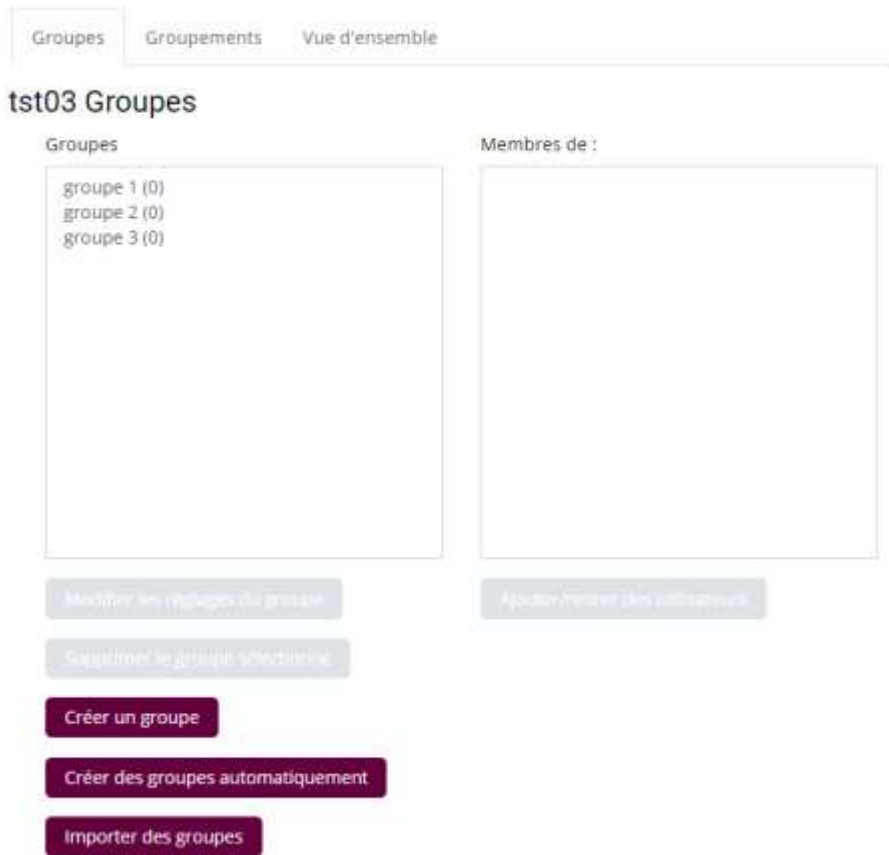 Groupes Groupements Vue d'ensemble
tst03 Groupes
Groupes Membres de :
groupe 1 (0)
groupe 2 (0)
groupe 3 (0)
Modifier les réglages du groupe Ajouter/retirer des utilisateurs
Supprimer le groupe sélectionné
Créer un groupe
Créer des groupes automatiquement
Importer des groupes